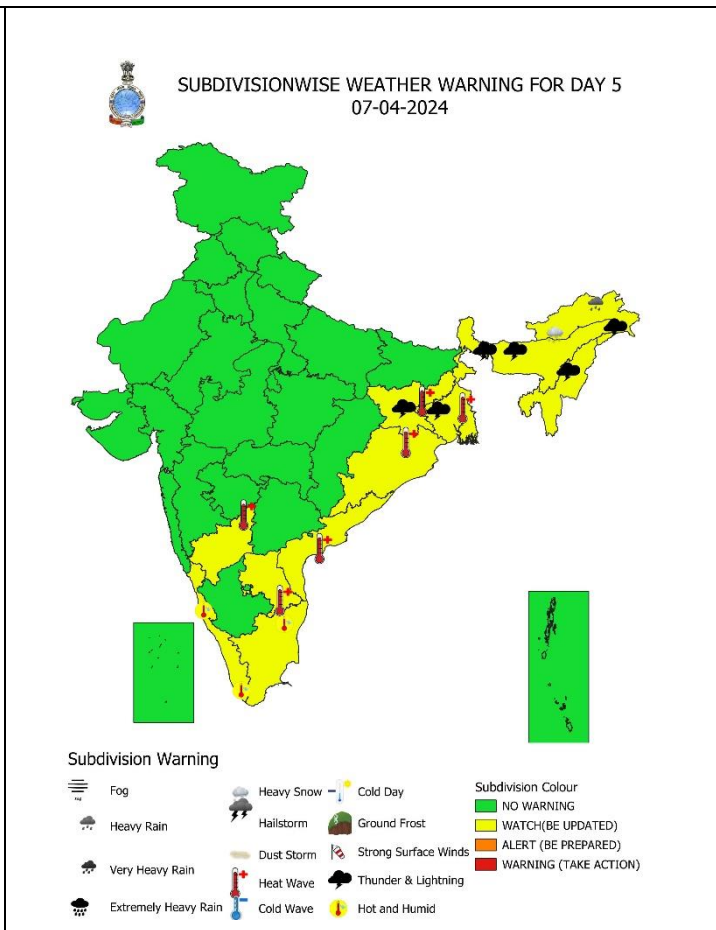 SUBDIVISIONWISE WEATHER WARNING FOR DAY 5
07-04-2024
Subdivision Warning
Fog
Heavy Rain
Very Heavy Rain
Extremely Heavy Rain
Heavy Snow
Hailstorm
Dust Storm
Heat Wave
Cold Wave
Cold Day
Ground Frost
Strong Surface Winds
Thunder & Lightning
Hot and Humid
Subdivision Colour
NO WARNING
WATCH(BE UPDATED)
ALERT (BE PREPARED)
WARNING (TAKE ACTION)